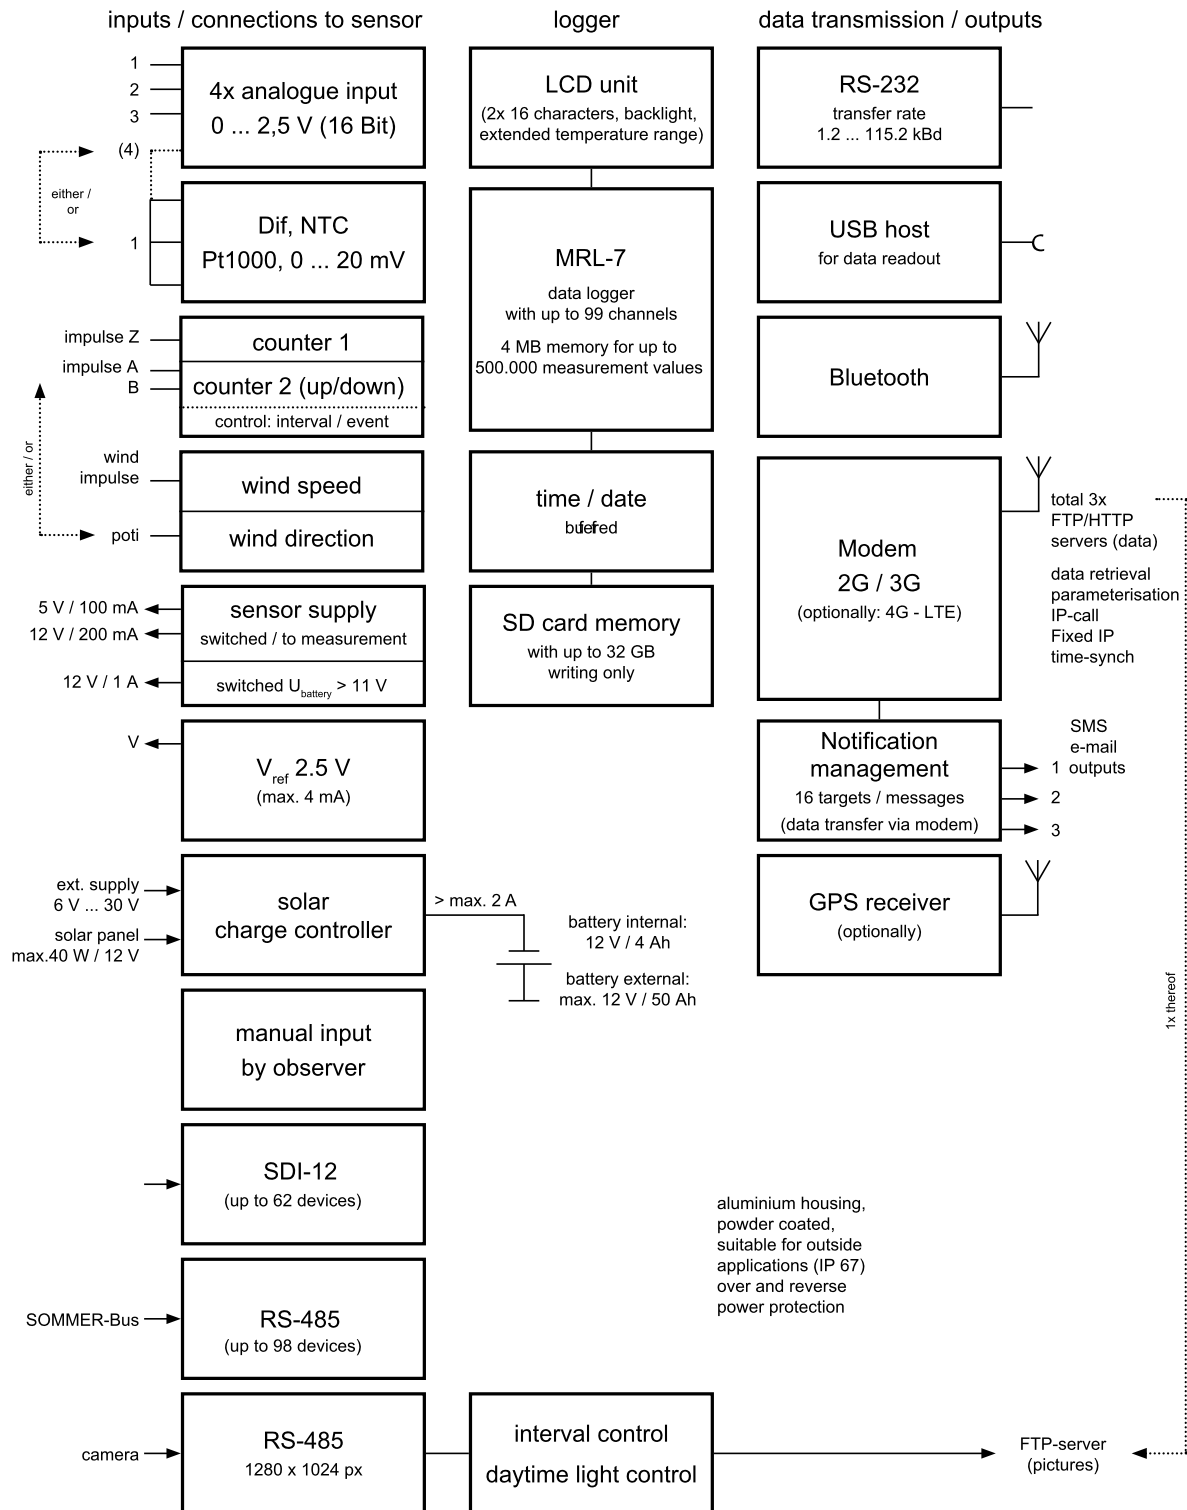 inputs / connections to sensor
1
2
3
(4)
4x analogue input
0 ... 2,5 V (16 Bit)
either /
or
1
Dif, NTC
Pt1000, 0 ... 20 mV
impulse Z
impulse A
B
counter 1
counter 2 (up/down)
control: interval / event
either / or
wind
impulse
poti
wind speed
wind direction
5 V / 100 mA
12 V / 200 mA
12 V / 1 A
sensor supply
switched / to measurement
switched Ubattery > 11 V
V
Vref 2.5 V
(max. 4 mA)
ext. supply
6 V ... 30 V
solar panel
max.40 W / 12 V
solar
charge controller
> max. 2 A
battery internal:
12 V / 4 Ah
battery external:
max. 12 V / 50 Ah
manual input
by observer
SDI-12
(up to 62 devices)
SOMMER-Bus
RS-485
(up to 98 devices)
camera
RS-485
1280 x 1024 px
logger
LCD unit
(2x 16 characters, backlight,
extended temperature range)
MRL-7
data logger
with up to 99 channels
4 MB memory for up to
500.000 measurement values
time / date
SD card memory
with up to 32 GB
writing only
interval control
daytime light control
data transmission / outputs
RS-232
transfer rate
1.2 ... 115.2 kBd
USB host
for data readout
Bluetooth
Modem
2G / 3G
(optionally: 4G - LTE)
total 3x
FTP/HTTP
servers (data)
data retrieval
parameterisation
IP-call
Fixed IP
time-synch
Notification
management
16 targets / messages
(data transfer via modem)
SMS
e-mail
1 outputs
2
3
GPS receiver
(optionally)
1x thereof
aluminium housing,
powder coated,
suitable for outside
applications (IP 67)
over and reverse
power protection
FTP-server
(pictures)